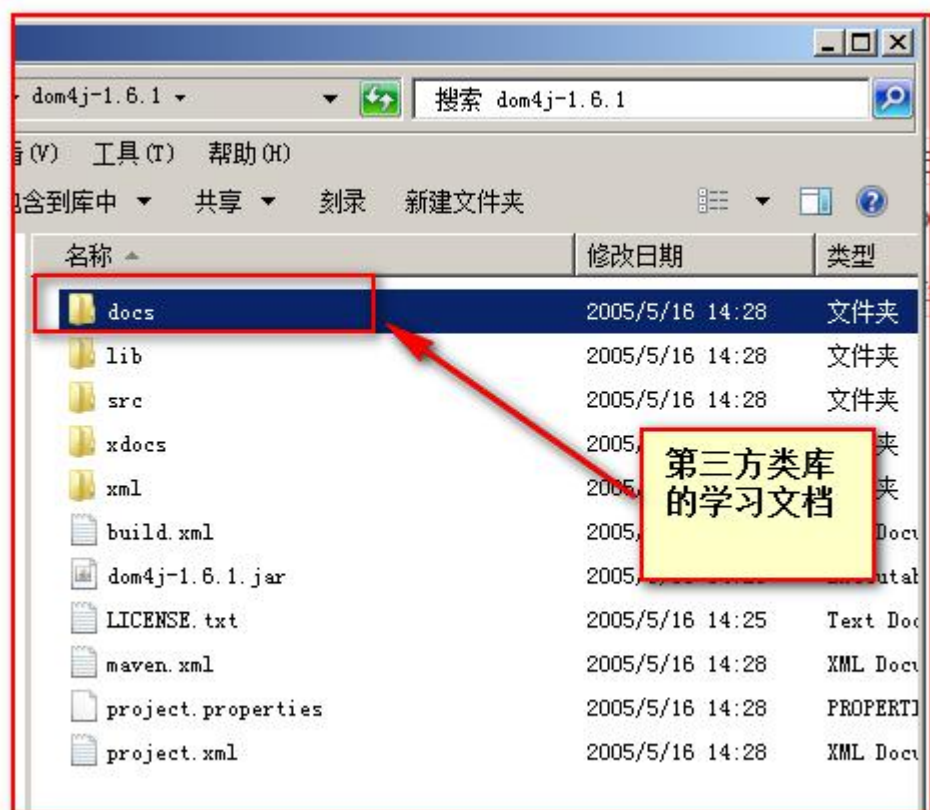 dom4j-1.6.1
搜索 dom4j-1.6.1
(V) 工具(T) 帮助(H)
含到库中 共享 刻录 新建文件夹
名称 修改日期 类型
docs 2005/5/16 14:28 文件夹
lib 2005/5/16 14:28 文件夹
src 2005/5/16 14:28 文件夹
xdocs 2005/ 夹
xml 2005/ 夹
build.xml 2005/ Docu
dom4j-1.6.1.jar 2005/
LICENSE.txt 2005/5/16 14:25 Text Doc
maven.xml 2005/5/16 14:28 XML Docu
project.properties 2005/5/16 14:28 PROPERTI
project.xml 2005/5/16 14:28 XML Docu
第三方类库
的学习文档